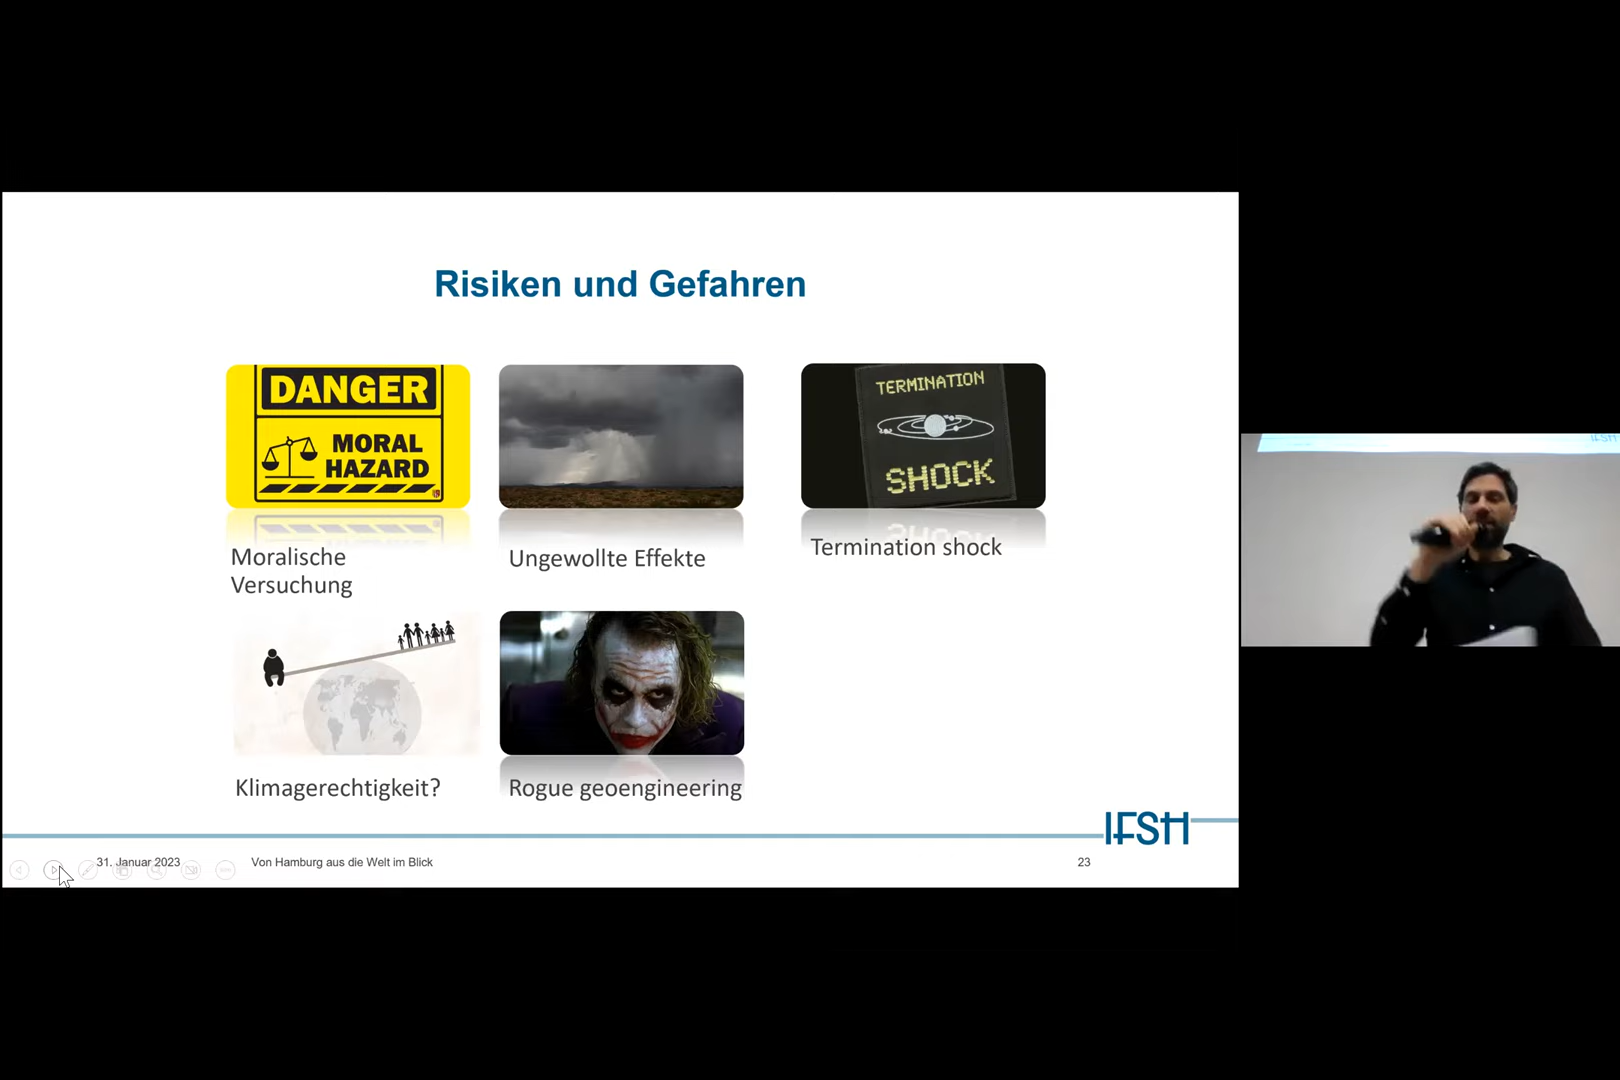 Risiken und Gefahren
DANGER
MORAL
HAZARD
TERMINATION
SHOCK
Moralische
Versuchung
Ungewollte Effekte
Termination shock
Klimagerechtigkeit?
Rogue geoengineering
IFSH
31. Januar 2023
Von Hamburg aus die Welt im Blick
23
IFSH